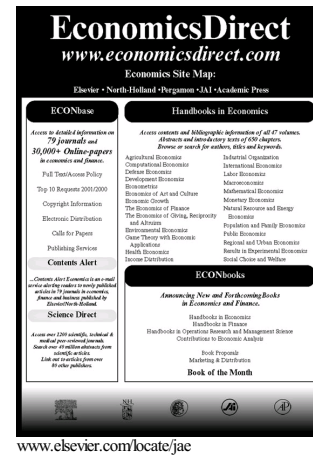 EconomicsDirect
www.economicsdirect.com
Economics Site Map:
Elsevier • North-Holland •Pergamon •JAI •Academic Press
ECONbase
Access to detailed information on
79 journals and
30,000+ Online-papers
in economics and finance.
Full Text/Access Policy
Top 10 Requests 2001/2000
Copyright Information
Electronic Distribution
Calls for Papers
Publishing Services
Contents Alert
...Contents Alert Economics is an e-mail
service alerting readers to newly published
articles in 79 journals in economics,
finance and business published by
Elsevier/North-Holland.
Science Direct
Access over 1200 scientific, technical &
medical peer-reviewed journals.
Search over 40 million abstracts from
scientific articles.
Link out to articles from over
80 other publishers.
Handbooks in Economics
Access contents and bibliographic information of all 47 volumes.
Abstracts and introductory texts of 650 chapters.
Browse or search for authors, titles and keywords.
Agricultural Economics
Computational Economics
Defense Economics
Development Economics
Econometrics
Economics of Art and Culture
Economic Growth
The Economics of Finance
The Economics of Giving, Reciprocity
and Altruism
Environmental Economics
Game Theory with Economic
Applications
Health Economics
Income Distribution
Industrial Organization
International Economics
Labor Economics
Macroeconomics
Mathematical Economics
Monetary Economics
Natural Resource and Energy
Economics
Population and Family Economics
Public Economics
Regional and Urban Economics
Results in Experimental Economics
Social Choice and Welfare
ECONbooks
Announcing New and Forthcoming Books
in Economics and Finance
Handbooks in Economics
Handbooks in Finance
Handbooks in Operations Research and Management Science
Contributions to Economic Analysis
Book Proposals
Marketing & Distribution
Book of the Month
www.elsevier.com/locate/jae